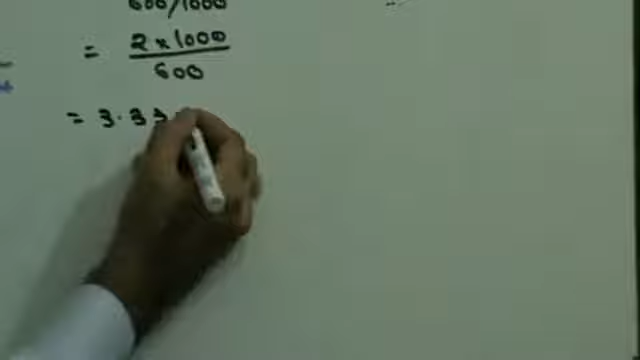 600/1000
= 2 × 1000
600
= 3.33